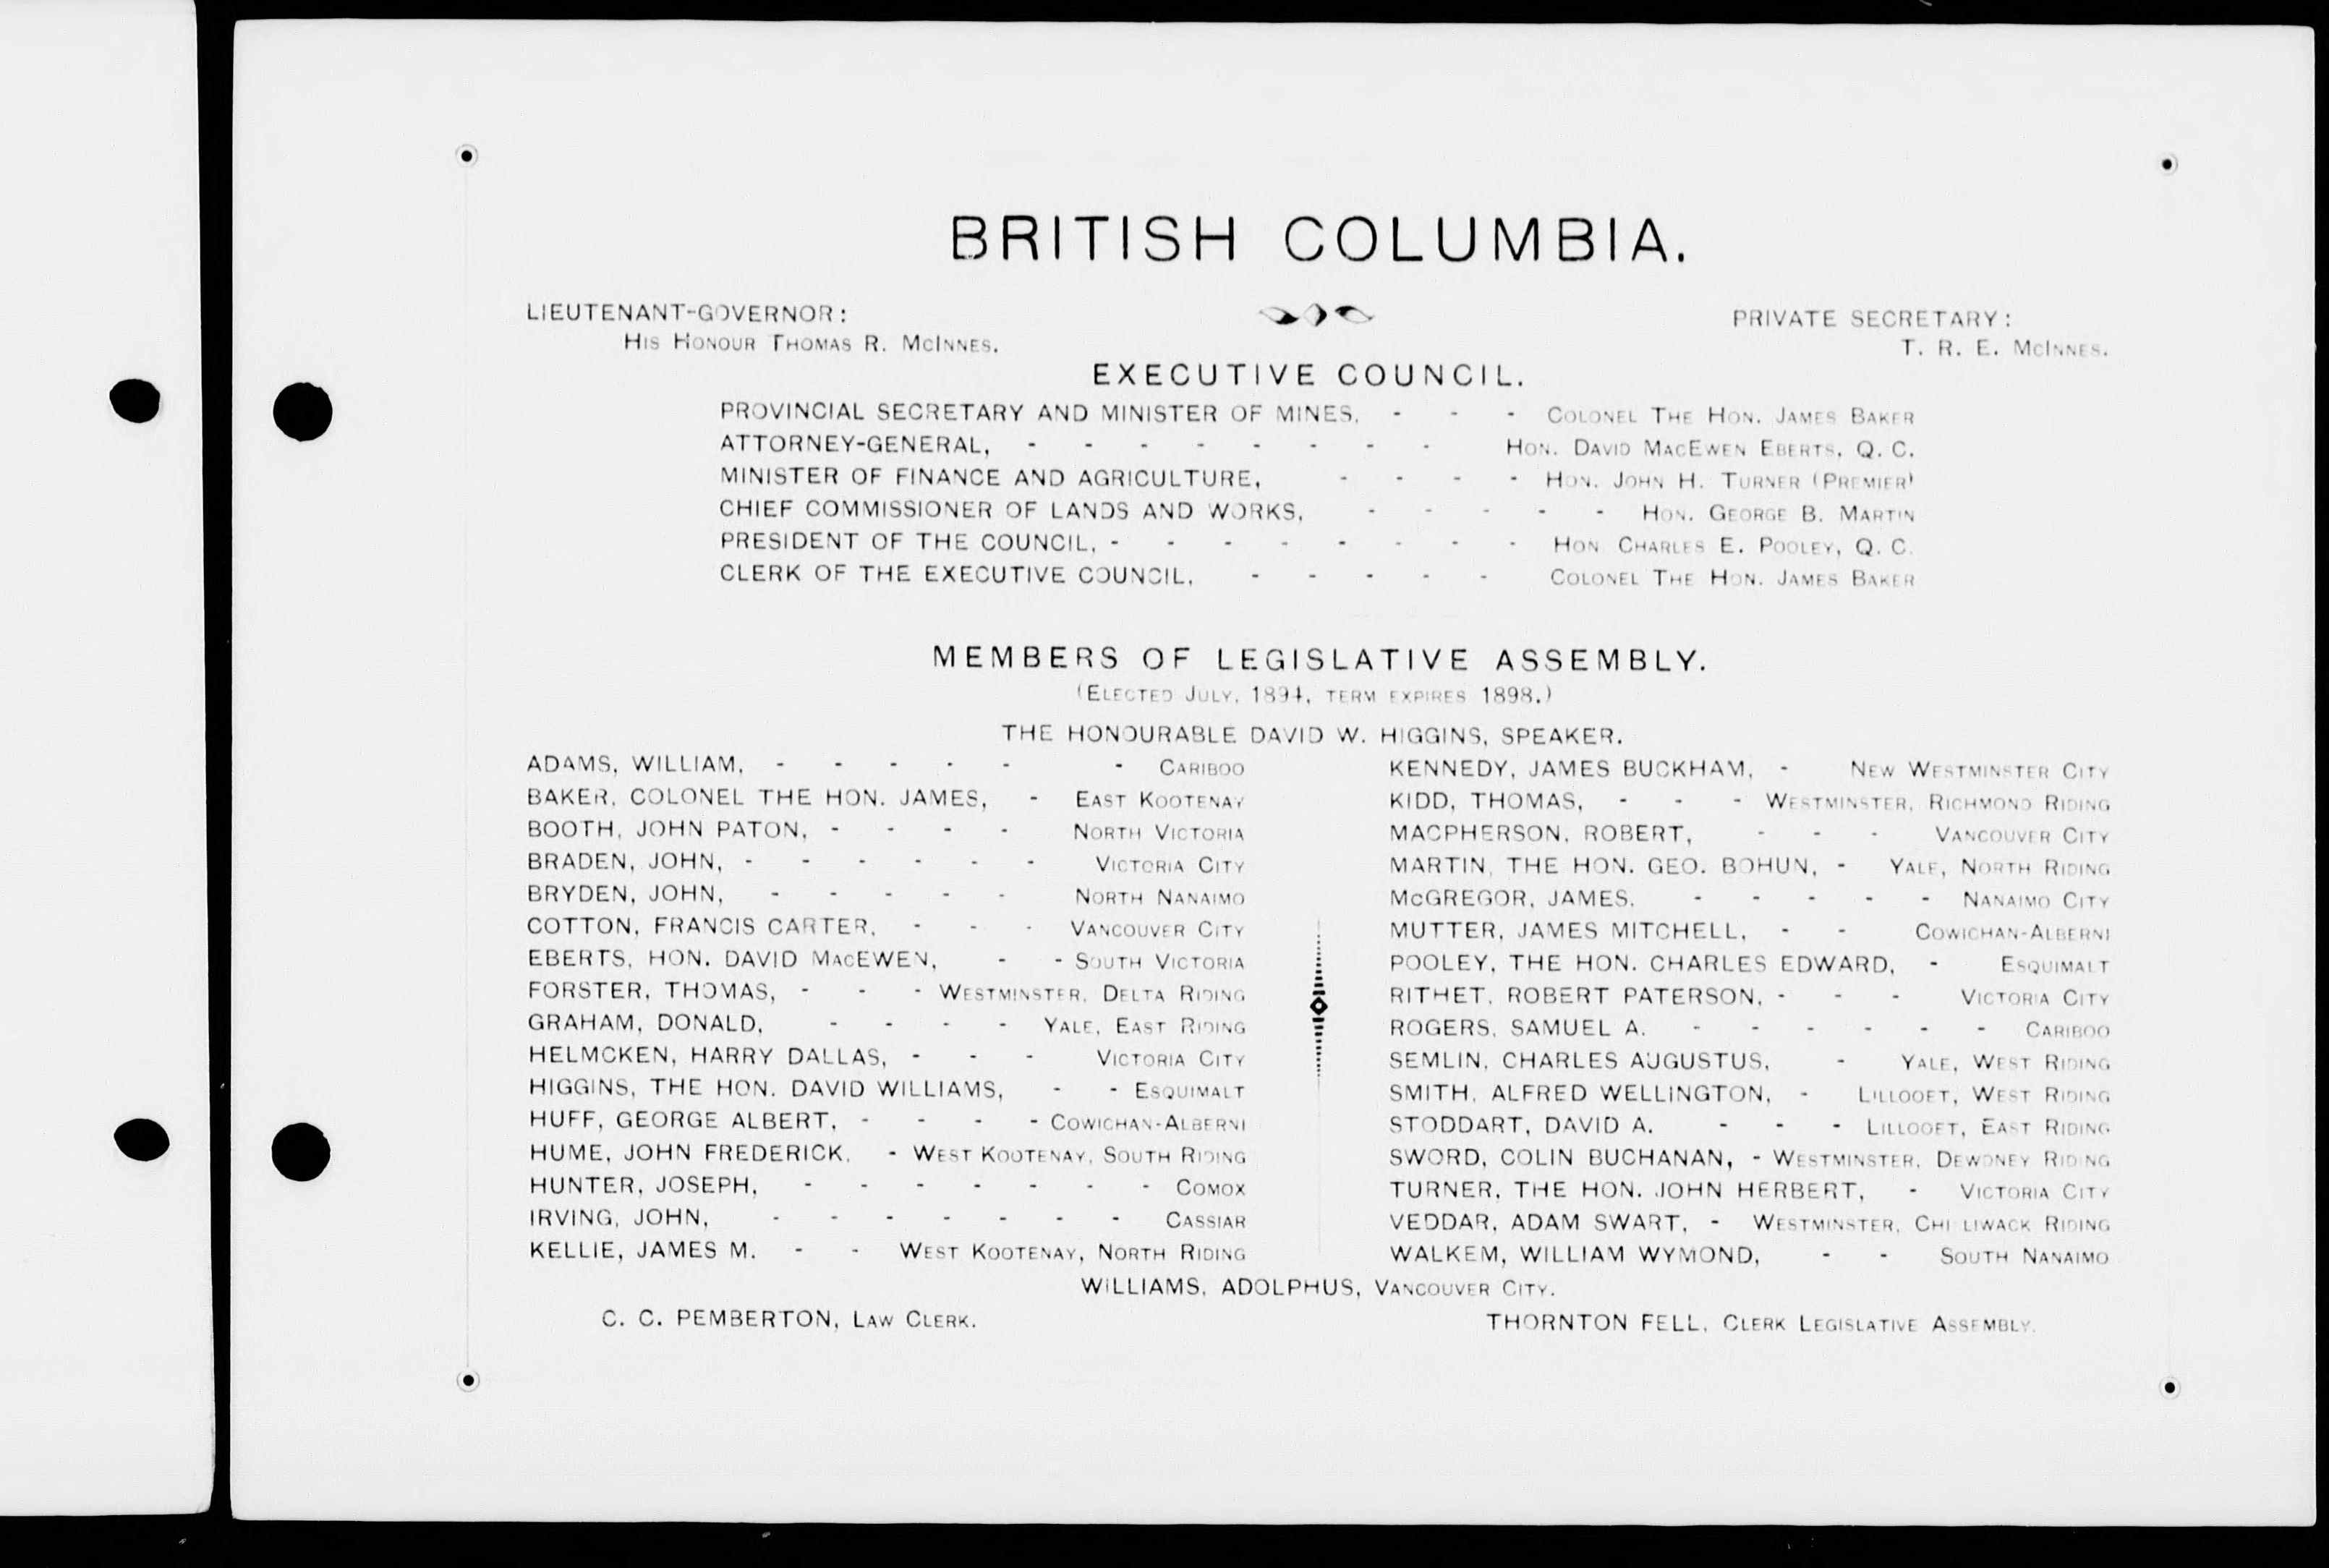 BRITISH COLUMBIA.
LIEUTENANT-GOVERNOR:
His Honour Thomas R. McInnes.
PRIVATE SECRETARY:
T. R. E. McInnes.
EXECUTIVE COUNCIL.
PROVINCIAL SECRETARY AND MINISTER OF MINES, - - - Colonel The Hon. James Baker
ATTORNEY-GENERAL, - - - - - - - - Hon. David MacEwen Eberts, Q. C.
MINISTER OF FINANCE AND AGRICULTURE, - - - - Hon. John H. Turner (Premier)
CHIEF COMMISSIONER OF LANDS AND WORKS, - - - - - Hon. George B. Martin
PRESIDENT OF THE COUNCIL, - - - - - - - - Hon Charles E. Pooley, Q. C.
CLERK OF THE EXECUTIVE COUNCIL, - - - - - Colonel The Hon. James Baker
MEMBERS OF LEGISLATIVE ASSEMBLY.
(Elected July, 1894, term expires 1898.)
THE HONOURABLE DAVID W. HIGGINS, SPEAKER.
ADAMS, WILLIAM, - - - - - - Cariboo
BAKER, COLONEL THE HON. JAMES, - East Kootenay
BOOTH, JOHN PATON, - - - - North Victoria
BRADEN, JOHN, - - - - - - Victoria City
BRYDEN, JOHN, - - - - - North Nanaimo
COTTON, FRANCIS CARTER, - - - Vancouver City
EBERTS, HON. DAVID MacEWEN, - - South Victoria
FORSTER, THOMAS, - - - Westminster, Delta Riding
GRAHAM, DONALD, - - - - Yale, East Riding
HELMCKEN, HARRY DALLAS, - - - Victoria City
HIGGINS, THE HON. DAVID WILLIAMS, - - Esquimalt
HUFF, GEORGE ALBERT, - - - - Cowichan-Alberni
HUME, JOHN FREDERICK, - West Kootenay, South Riding
HUNTER, JOSEPH, - - - - - - - Comox
IRVING, JOHN, - - - - - - - Cassiar
KELLIE, JAMES M. - - West Kootenay, North Riding
KENNEDY, JAMES BUCKHAM, - New Westminster City
KIDD, THOMAS, - - - Westminster, Richmond Riding
MACPHERSON, ROBERT, - - - Vancouver City
MARTIN, THE HON. GEO. BOHUN, - Yale, North Riding
McGREGOR, JAMES. - - - - - Nanaimo City
MUTTER, JAMES MITCHELL, - - Cowichan-Alberni
POOLEY, THE HON. CHARLES EDWARD, - Esquimalt
RITHET, ROBERT PATERSON, - - - Victoria City
ROGERS, SAMUEL A. - - - - - - Cariboo
SEMLIN, CHARLES AUGUSTUS, - Yale, West Riding
SMITH, ALFRED WELLINGTON, - Lillooet, West Riding
STODDART, DAVID A. - - - Lillooet, East Riding
SWORD, COLIN BUCHANAN, - Westminster, Dewdney Riding
TURNER, THE HON. JOHN HERBERT, - Victoria City
VEDDAR, ADAM SWART, - Westminster, Chilliwack Riding
WALKEM, WILLIAM WYMOND, - - South Nanaimo
WILLIAMS, ADOLPHUS, Vancouver City.
C. C. PEMBERTON, Law Clerk.
THORNTON FELL, Clerk Legislative Assembly.